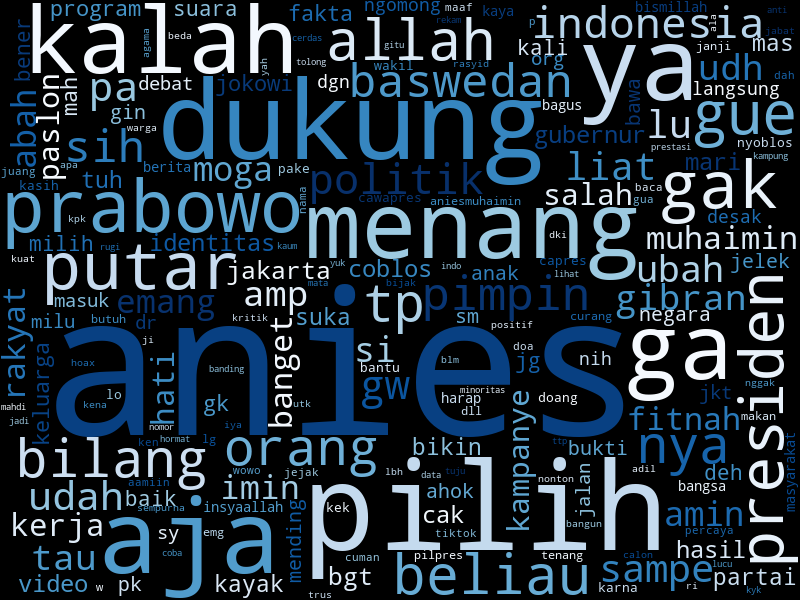 program
suara
fakta
ngomong
maaf
kaya
bismillah
anti
kalah
beda
cerdas
rekam
gitu
allah
p
indonesia
ala
jabat
bener
agama
yah
tolong
wakil
rasyid
org
kali
ya
janji
mas
pa
debat
jokowi
dgn
baswedan
udh
dah
mah
gin
dukung
bagus
bawa
langsung
abah
paslon
sih
warga
gubernur
lu
gue
nyoblos
prestasi
juang
apa
berita
moga
pake
politik
liat
mari
kampung
kasih
tuh
nama
cawapres
aniesmuhaimin
salah
baca
gak
prabowo
kpk
menang
gua
desak
milih
rugi
identitas
kaum
dki
muhaimin
kuat
putar
jakarta
yuk
coblos
indo
capres
lihat
anak
ubah
jelek
masuk
emang
amp
mata
tp
bijak
pimpin
gibran
presiden
rakyat
milu
butuh
dr
kritik
suka
sm
positif
curang
negara
anies
ji
banget
si
doa
ga
keluarga
hoax
hati
banding
bantu
blm
jg
nih
nggak
mahdi
kena
lo
gk
utk
gw
minoritas
harap
doang
jkt
makan
jadi
nomor
iya
dll
fitnah
partai
bilang
ken
hormat
lg
orang
kampanye
bikin
ttp
bukti
nya
masyarakat
aamiin
wowo
jejak
lbh
data
tuju
nonton
jalan
adil
deh
udah
baik
imin
pilih
ahok
bangsa
sempurna
insyaallah
kerja
sy
emg
mending
kek
cak
tiktok
bangun
amin
percaya
tau
aja
coba
cuman
pilpres
tenang
calon
hasil
video
w
pk
kayak
bgt
trus
beliau
karna
sampe
ri
lucu
kyk